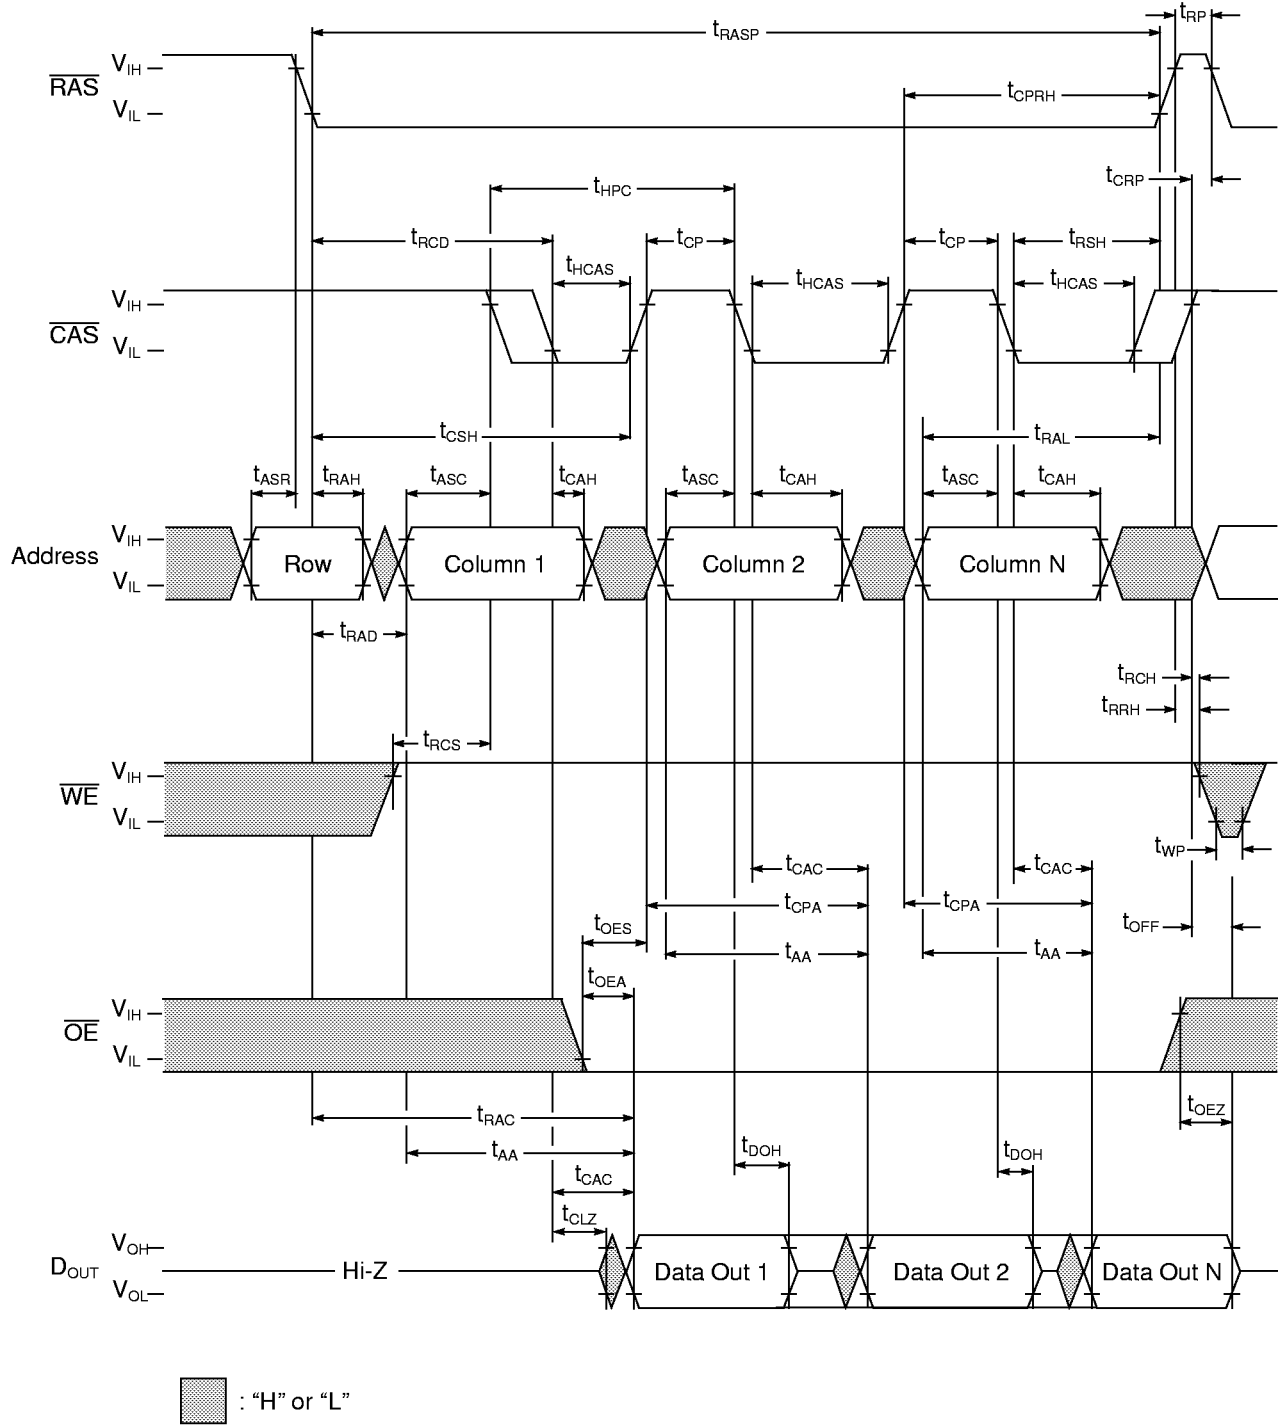 tRP
tRASP
VIH
RAS
tCPRH
VIL
tCRP
tHPC
tRCD
tCP
tCP
tRSH
tHCAS
tHCAS
tHCAS
VIH
CAS
VIL
tCSH
tRAL
tASR
tRAH
tASC
tCAH
tASC
tCAH
tASC
tCAH
VIH
Address
Row
Column 1
Column 2
Column N
VIL
tRAD
tRCH
tRRH
tRCS
VIH
WE
VIL
tWP
tCAC
tCAC
tCPA
tCPA
tOES
tOFF
tAA
tAA
tOEA
VIH
OE
VIL
tRAC
tOEZ
tAA
tDOH
tDOH
tCAC
tCLZ
VOH
DOUT
Hi-Z
Data Out 1
Data Out 2
Data Out N
VOL
: “H” or “L”